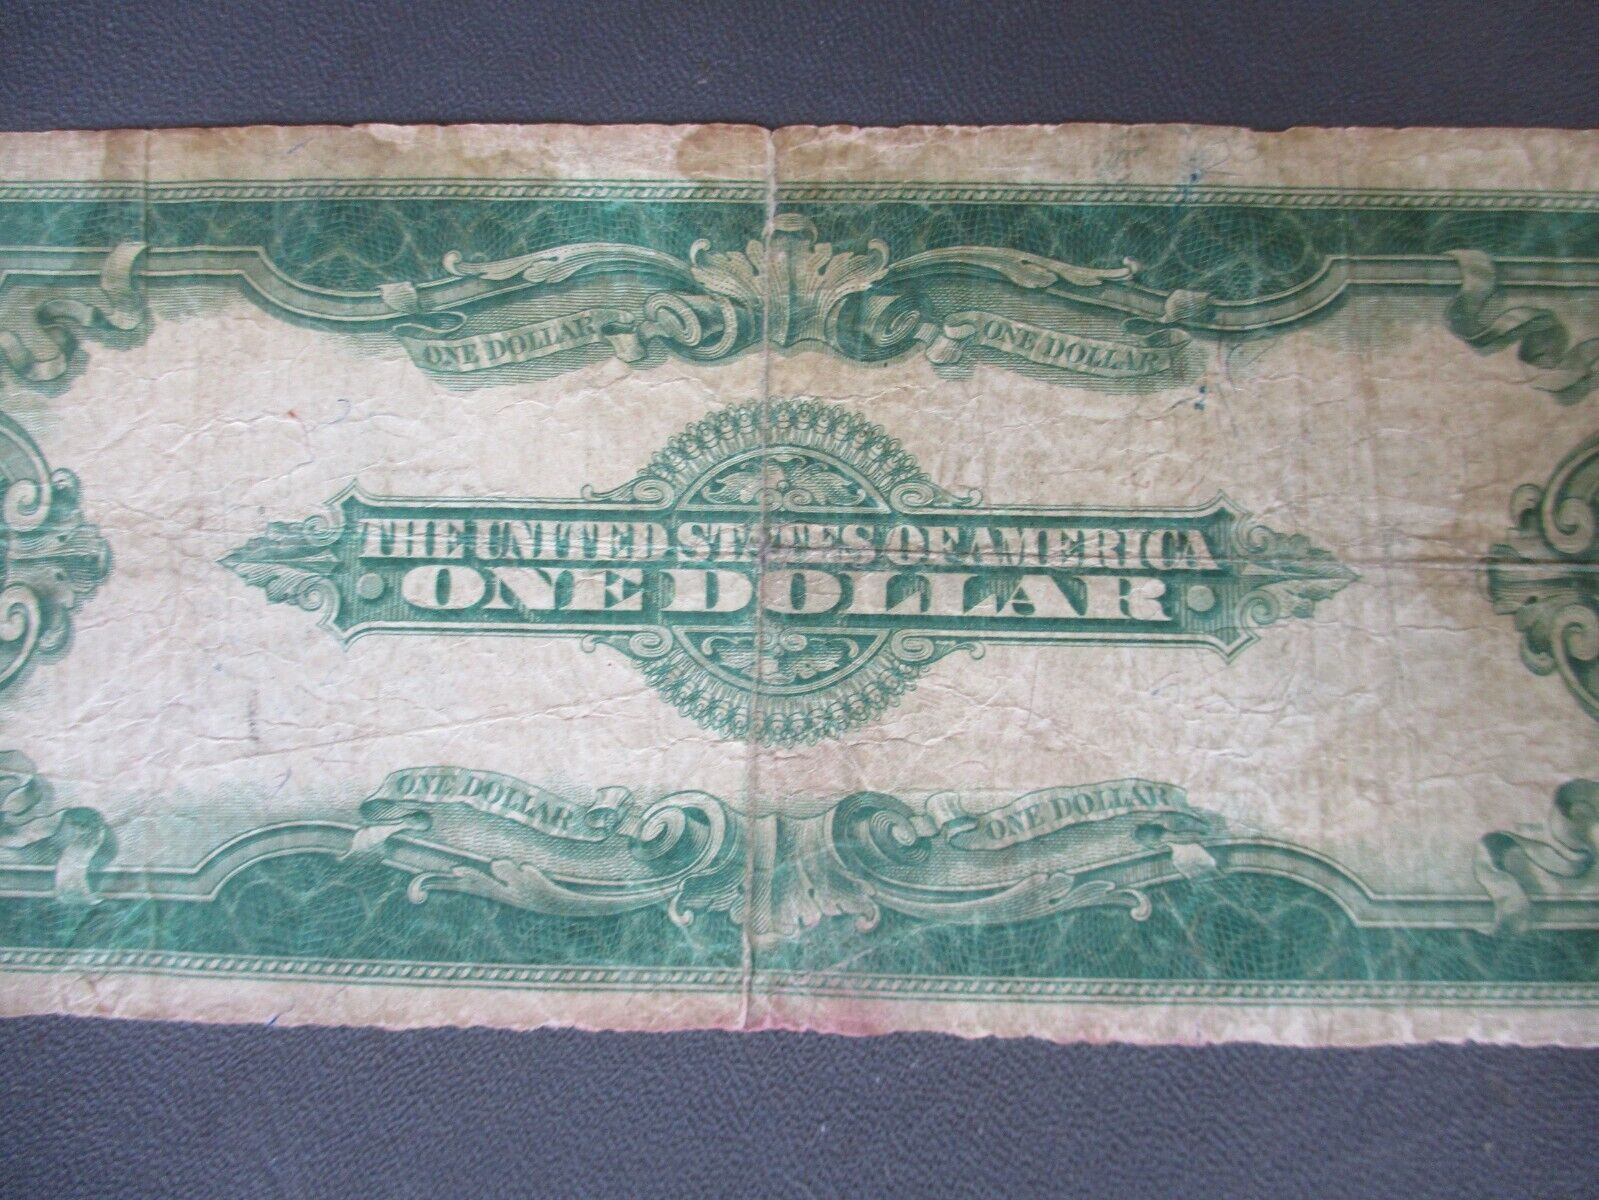 ONE DOLLAR ONE DOLLAR
THE UNITED STATES OF AMERICA
ONE DOLLAR
ONE DOLLAR ONE DOLLAR